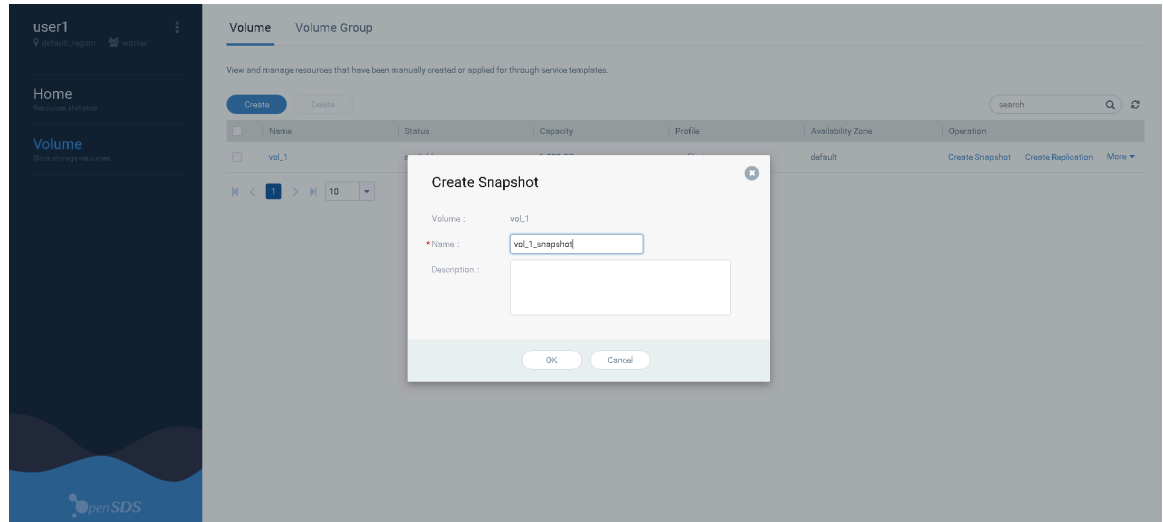 user1
default_region worker
Home
Resources statistics
Volume
Block storage resources
OpenSDS
Volume Volume Group
View and manage resources that have been manually created or applied for through service templates.
Create Delete search
Name Status Capacity Profile Availability Zone Operation
vol_1 default Create Snapshot Create Replication More
1 10
Create Snapshot
Volume : vol_1
* Name : vol_1_snapshot
Description :
OK Cancel